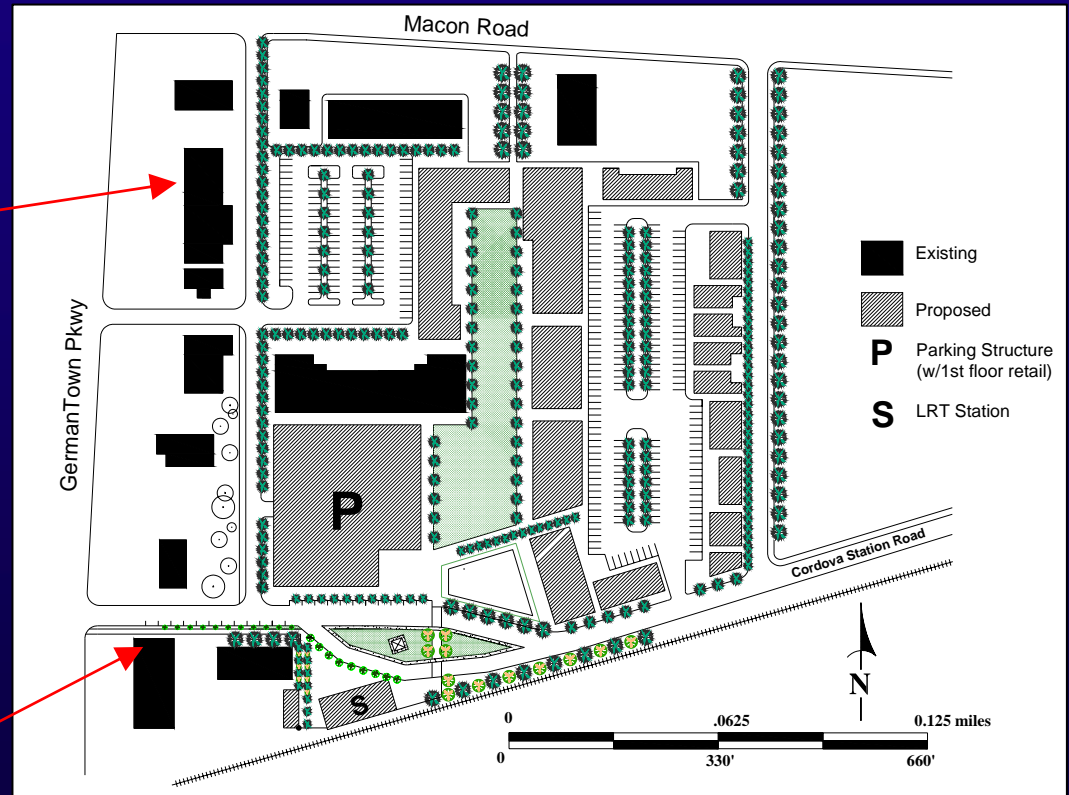 Macon Road
GermanTown Pkwy
Existing
Proposed
P
Parking Structure
(w/1st floor retail)
S
LRT Station
P
Cordova Station Road
S
N
0
.0625
0.125 miles
0
330'
660'